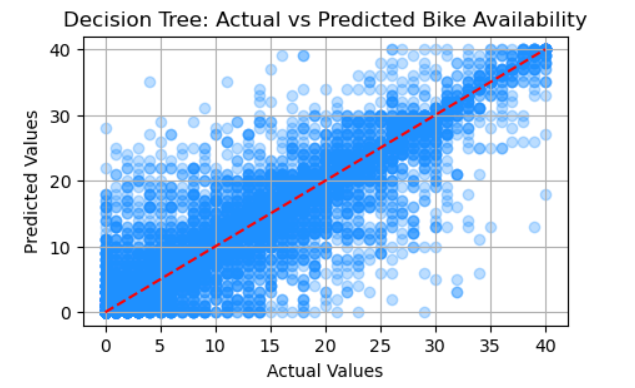 Decision Tree: Actual vs Predicted Bike Availability
40
30
20
10
0
Predicted Values
0 5 10 15 20 25 30 35 40
Actual Values